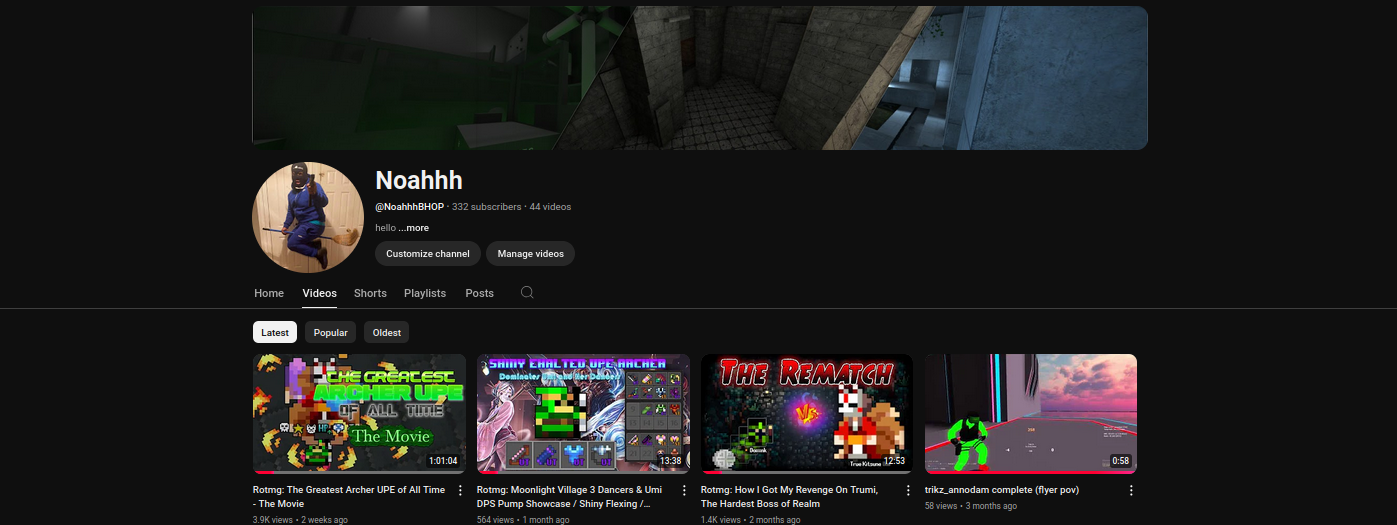 Noahhh
@NoahhhBHOP · 332 subscribers · 44 videos
hello ...more
Customize channel
Manage videos
Home
Videos
Shorts
Playlists
Posts
Latest
Popular
Oldest
THE GREATEST
ARCHER UPE
OF ALL TIME
The Movie
1:01:04
SHINY EXALTED UPE ARCHER
13:38
THE REMATCH
VS
True Kitsune
12:53
0:58
Rotmg: The Greatest Archer UPE of All Time
- The Movie
3.9K views • 2 weeks ago
Rotmg: Moonlight Village 3 Dancers & Umi
DPS Pump Showcase / Shiny Flexing /...
564 views • 1 month ago
Rotmg: How I Got My Revenge On Trumi,
The Hardest Boss of Realm
1.4K views • 2 months ago
trikz_annodam complete (flyer pov)
58 views • 3 months ago